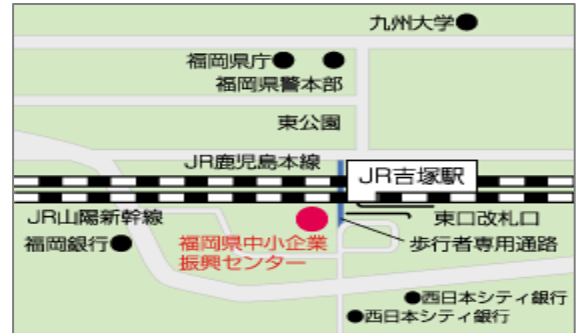 九州大学
福岡県庁
福岡県警本部
東公園
JR鹿児島本線
JR吉塚駅
JR山陽新幹線
東口改札口
福岡銀行
福岡県中小企業
振興センター
歩行者専用通路
西日本シティ銀行
西日本シティ銀行